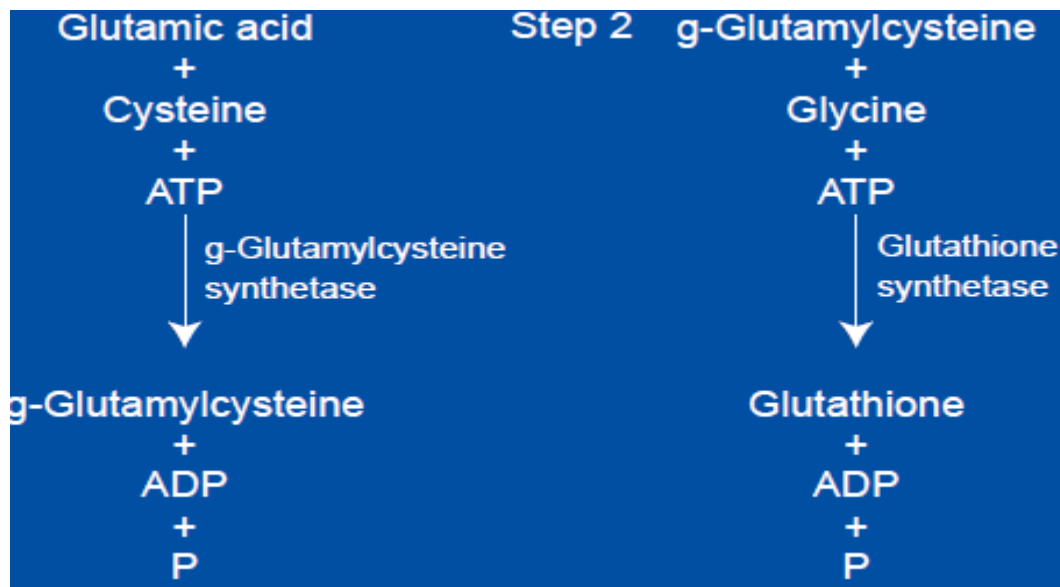 Glutamic acid
+
Cysteine
+
ATP
g-Glutamylcysteine
synthetase
g-Glutamylcysteine
+
ADP
+
P
Step 2
g-Glutamylcysteine
+
Glycine
+
ATP
Glutathione
synthetase
Glutathione
+
ADP
+
P